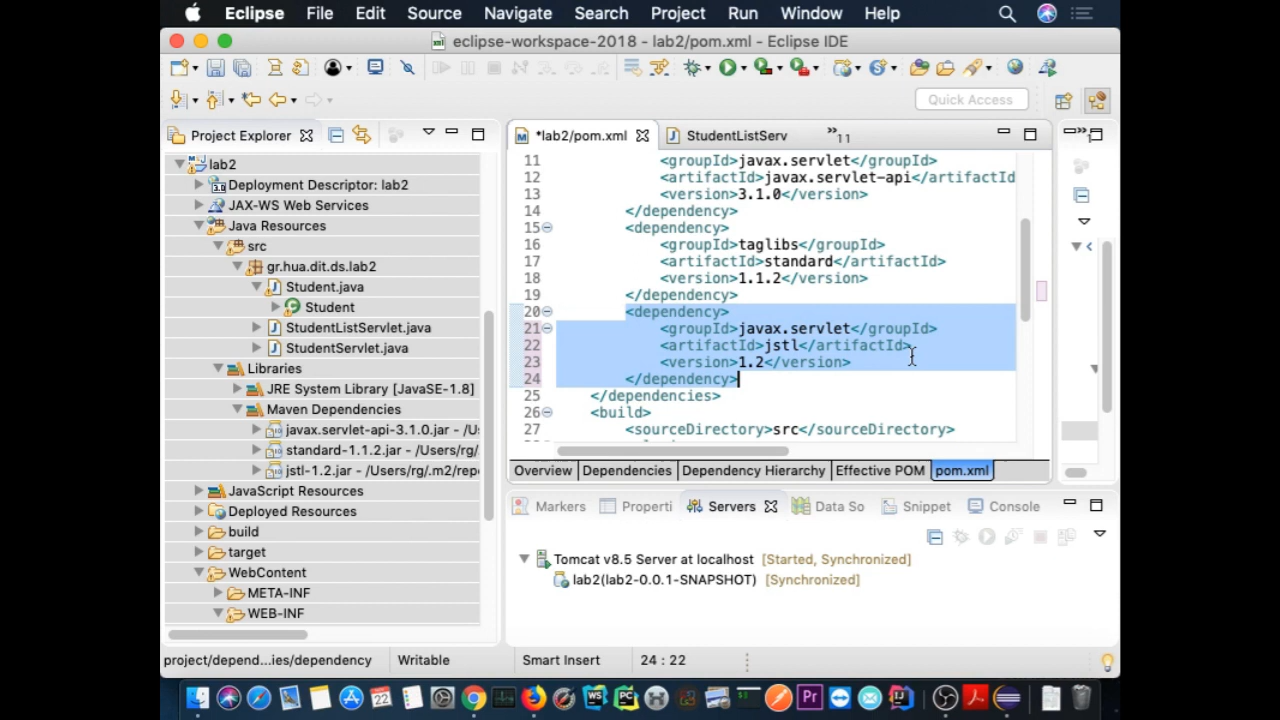 Eclipse File Edit Source Navigate Search Project Run Window Help
eclipse-workspace-2018 - lab2/pom.xml - Eclipse IDE
Quick Access
Project Explorer
lab2
Deployment Descriptor: lab2
JAX-WS Web Services
Java Resources
src
gr.hua.dit.ds.lab2
Student.java
Student
StudentListServlet.java
StudentServlet.java
Libraries
JRE System Library [JavaSE-1.8]
Maven Dependencies
javax.servlet-api-3.1.0.jar - /U
standard-1.1.2.jar - /Users/rg/
jstl-1.2.jar - /Users/rg/.m2/repo
JavaScript Resources
Deployed Resources
build
target
WebContent
META-INF
WEB-INF
*lab2/pom.xml StudentListServ »11
11 <groupId>javax.servlet</groupId>
12 <artifactId>javax.servlet-api</artifactId
13 <version>3.1.0</version>
14 </dependency>
15 <dependency>
16 <groupId>taglibs</groupId>
17 <artifactId>standard</artifactId>
18 <version>1.1.2</version>
19 </dependency>
20 <dependency>
21 <groupId>javax.servlet</groupId>
22 <artifactId>jstl</artifactId>
23 <version>1.2</version>
24 </dependency>
25 </dependencies>
26 <build>
27 <sourceDirectory>src</sourceDirectory>
Overview Dependencies Dependency Hierarchy Effective POM pom.xml
Markers Properti Servers Data So Snippet Console
Tomcat v8.5 Server at localhost [Started, Synchronized]
lab2(lab2-0.0.1-SNAPSHOT) [Synchronized]
project/depend...ies/dependency Writable Smart Insert 24 : 22
22 WS PC Pr